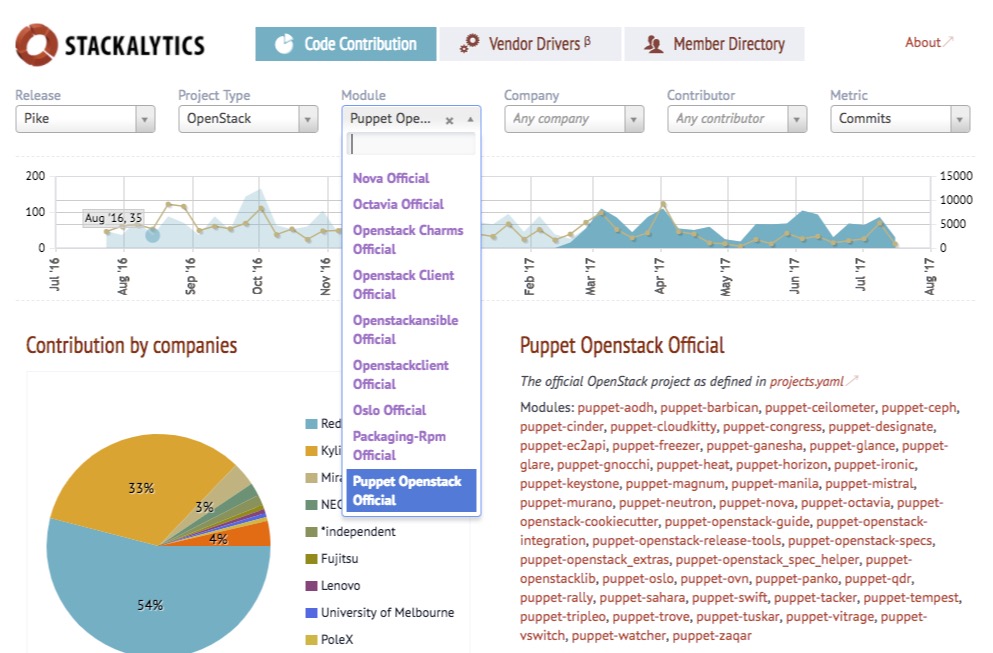 STACKALYTICS
Code Contribution
Vendor Drivers β
Member Directory
About
Release
Project Type
Module
Company
Contributor
Metric
Pike
OpenStack
Puppet Ope...
Any company
Any contributor
Commits
Nova Official
Octavia Official
Openstack Charms
Official
Openstack Client
Official
Openstackansible
Official
Openstackclient
Official
Oslo Official
Packaging-Rpm
Official
Puppet Openstack
Official
200
100
0
Aug '16, 35
15000
10000
5000
0
Jul '16
Aug '16
Sep '16
Oct '16
Nov '16
Feb '17
Mar '17
Apr '17
May '17
Jun '17
Jul '17
Aug '17
Contribution by companies
33%
3%
4%
54%
Red
Kyli
Mira
NEC
*independent
Fujitsu
Lenovo
University of Melbourne
PoleX
Puppet Openstack Official
The official OpenStack project as defined in projects.yaml
Modules: puppet-aodh, puppet-barbican, puppet-ceilometer, puppet-ceph,
puppet-cinder, puppet-cloudkitty, puppet-congress, puppet-designate,
puppet-ec2api, puppet-freezer, puppet-ganesha, puppet-glance, puppet-
glare, puppet-gnocchi, puppet-heat, puppet-horizon, puppet-ironic,
puppet-keystone, puppet-magnum, puppet-manila, puppet-mistral,
puppet-murano, puppet-neutron, puppet-nova, puppet-octavia, puppet-
openstack-cookiecutter, puppet-openstack-guide, puppet-openstack-
integration, puppet-openstack-release-tools, puppet-openstack-specs,
puppet-openstack_extras, puppet-openstack_spec_helper, puppet-
openstacklib, puppet-oslo, puppet-ovn, puppet-panko, puppet-qdr,
puppet-rally, puppet-sahara, puppet-swift, puppet-tacker, puppet-tempest,
puppet-tripleo, puppet-trove, puppet-tuskar, puppet-vitrage, puppet-
vswitch, puppet-watcher, puppet-zaqar